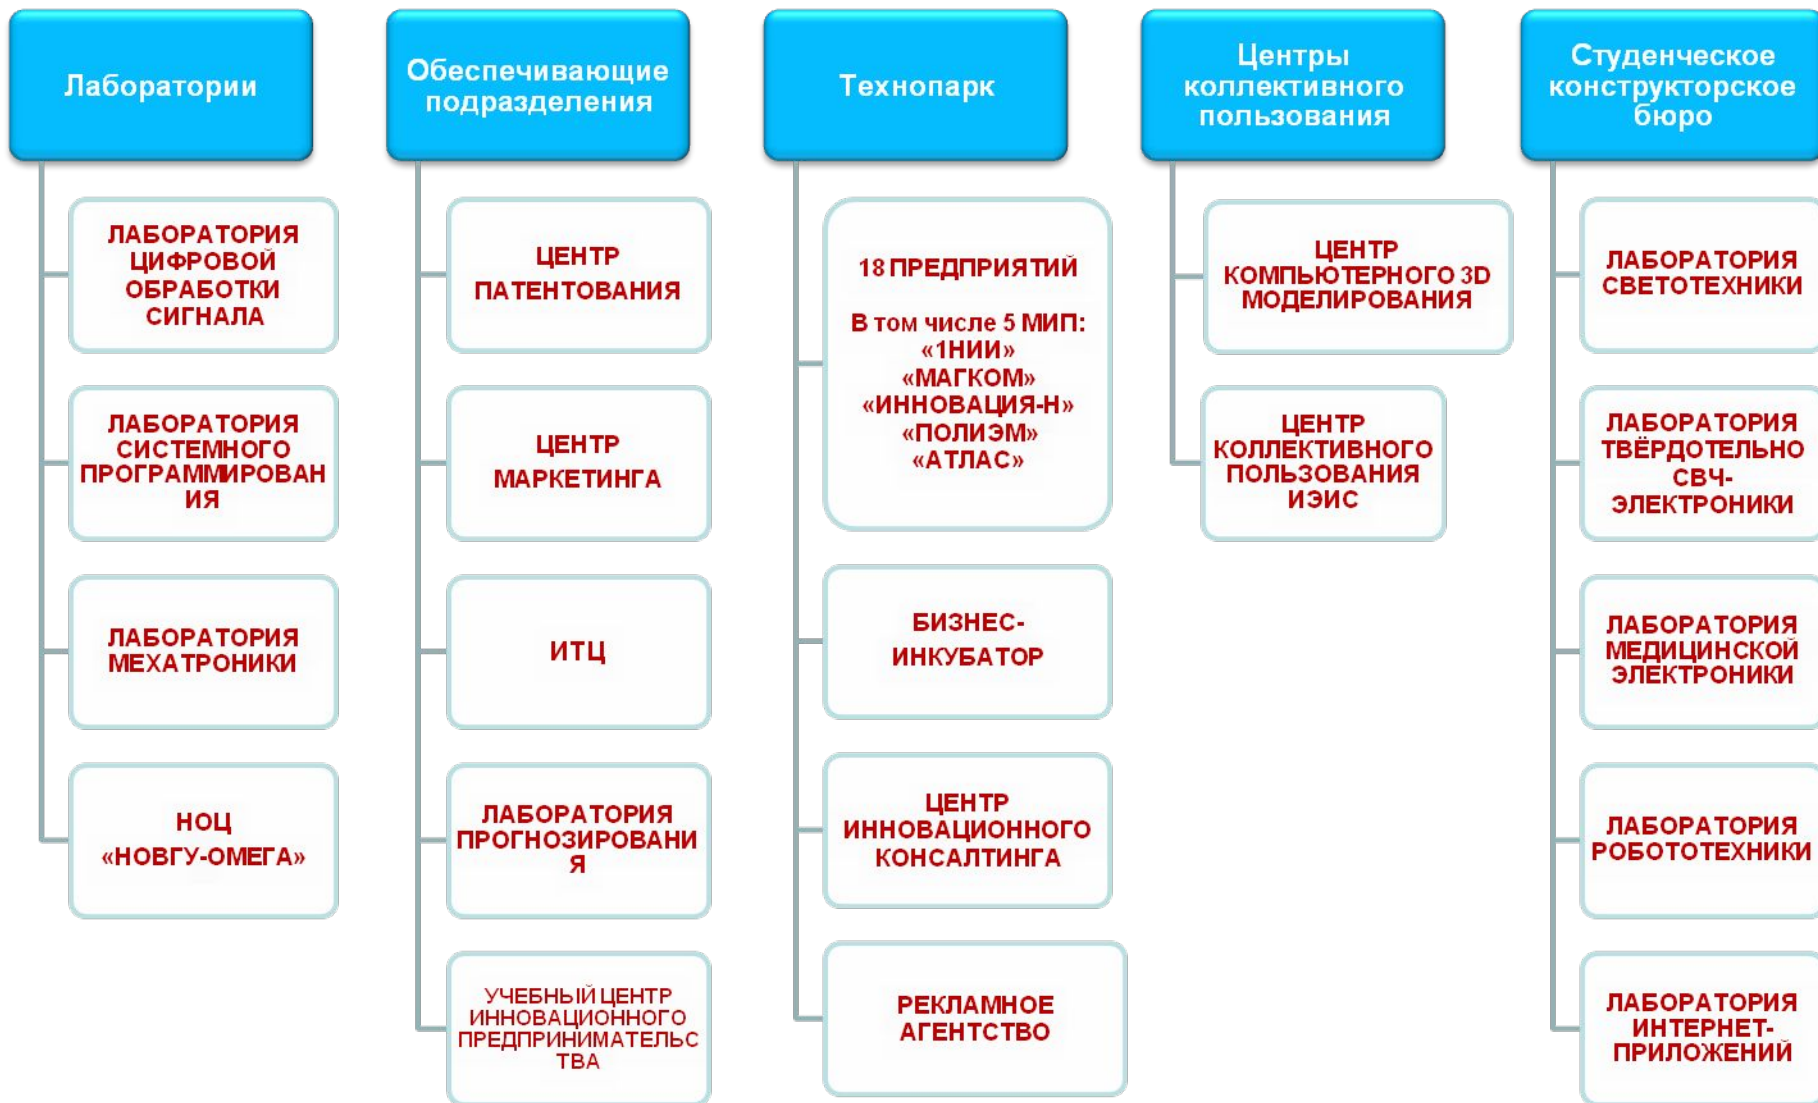 Лаборатории
ЛАБОРАТОРИЯ
ЦИФРОВОЙ
ОБРАБОТКИ
СИГНАЛА
ЛАБОРАТОРИЯ
СИСТЕМНОГО
ПРОГРАММИРОВАН
ИЯ
ЛАБОРАТОРИЯ
МЕХАТРОНИКИ
НОЦ
«НОВГУ-ОМЕГА»
Обеспечивающие
подразделения
ЦЕНТР
ПАТЕНТОВАНИЯ
ЦЕНТР
МАРКЕТИНГА
ИТЦ
ЛАБОРАТОРИЯ
ПРОГНОЗИРОВАНИ
Я
УЧЕБНЫЙ ЦЕНТР
ИННОВАЦИОННОГО
ПРЕДПРИНИМАТЕЛЬС
ТВА
Технопарк
18 ПРЕДПРИЯТИЙ
В том числе 5 МИП:
«1НИИ»
«МАГКОМ»
«ИННОВАЦИЯ-Н»
«ПОЛИЭМ»
«АТЛАС»
БИЗНЕС-
ИНКУБАТОР
ЦЕНТР
ИННОВАЦИОННОГО
КОНСАЛТИНГА
РЕКЛАМНОЕ
АГЕНТСТВО
Центры
коллективного
пользования
ЦЕНТР
КОМПЬЮТЕРНОГО 3D
МОДЕЛИРОВАНИЯ
ЦЕНТР
КОЛЛЕКТИВНОГО
ПОЛЬЗОВАНИЯ
ИЭИС
Студенческое
конструкторское
бюро
ЛАБОРАТОРИЯ
СВЕТОТЕХНИКИ
ЛАБОРАТОРИЯ
ТВЁРДОТЕЛЬНО
СВЧ-
ЭЛЕКТРОНИКИ
ЛАБОРАТОРИЯ
МЕДИЦИНСКОЙ
ЭЛЕКТРОНИКИ
ЛАБОРАТОРИЯ
РОБОТОТЕХНИКИ
ЛАБОРАТОРИЯ
ИНТЕРНЕТ-
ПРИЛОЖЕНИЙ